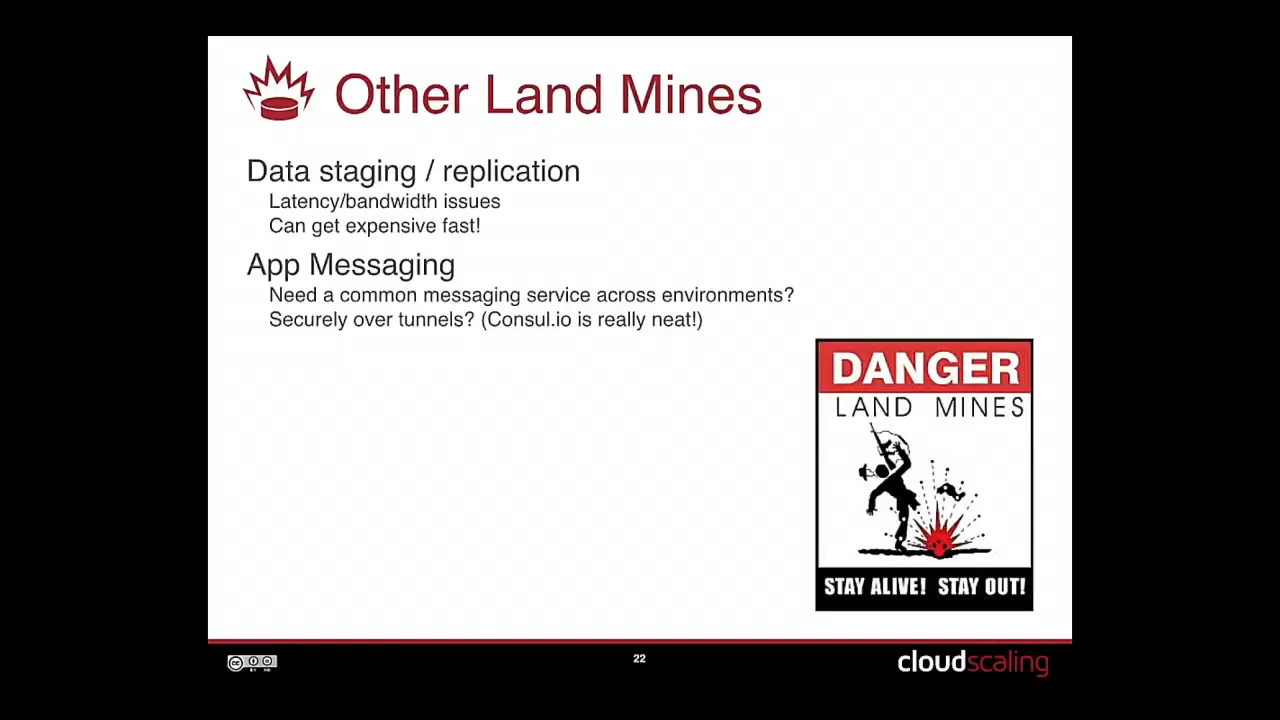 Other Land Mines
Data staging / replication
Latency/bandwidth issues
Can get expensive fast!
App Messaging
Need a common messaging service across environments?
Securely over tunnels? (Consul.io is really neat!)
DANGER
LAND MINES
STAY ALIVE! STAY OUT!
22
cloudscaling